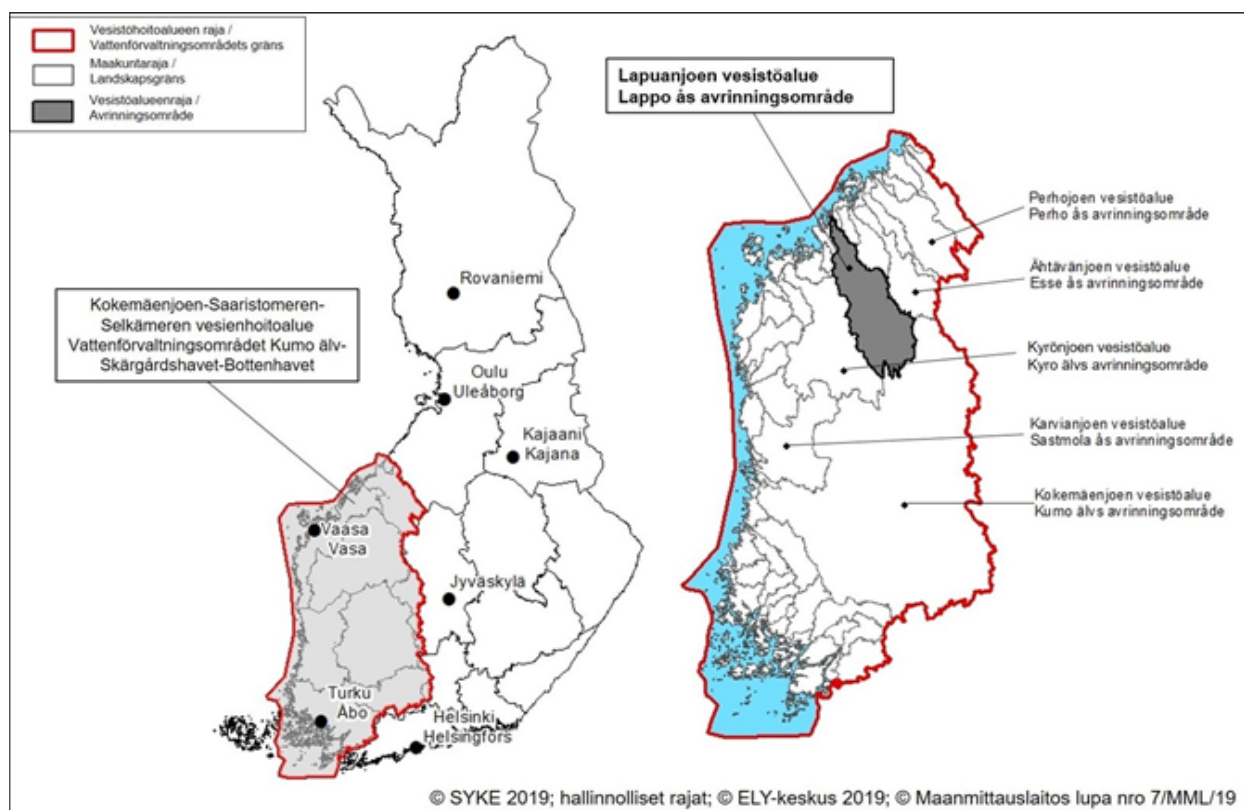 Vesistöhoitoalueen raja /
Vattenförvaltningsområdets gräns
Maakuntaraja /
Landskapsgräns
Vesistöalueenraja /
Avrinningsområde
Lapuanjoen vesistöalue
Lappo ås avrinningsområde
Perhojoen vesistöalue
Perho ås avrinningsområde
Ähtävänjoen vesistöalue
Esse ås avrinningsområde
Kyrönjoen vesistöalue
Kyro älvs avrinningsområde
Karvianjoen vesistöalue
Sastmola ås avrinningsområde
Kokemäenjoen vesistöalue
Kumo älvs avrinningsområde
Kokemäenjoen-Saaristomeren-
Selkämeren vesienhoitoalue
Vattenförvaltningsområdet Kumo älv-
Skärgårdshavet-Bottenhavet
Rovaniemi
Oulu
Uleåborg
Kajaani
Kajana
Vaasa
Vasa
Jyväskylä
Turku
Åbo
Helsinki
Helsingfors
© SYKE 2019; hallinnolliset rajat; © ELY-keskus 2019; © Maanmittauslaitos lupa nro 7/MML/19